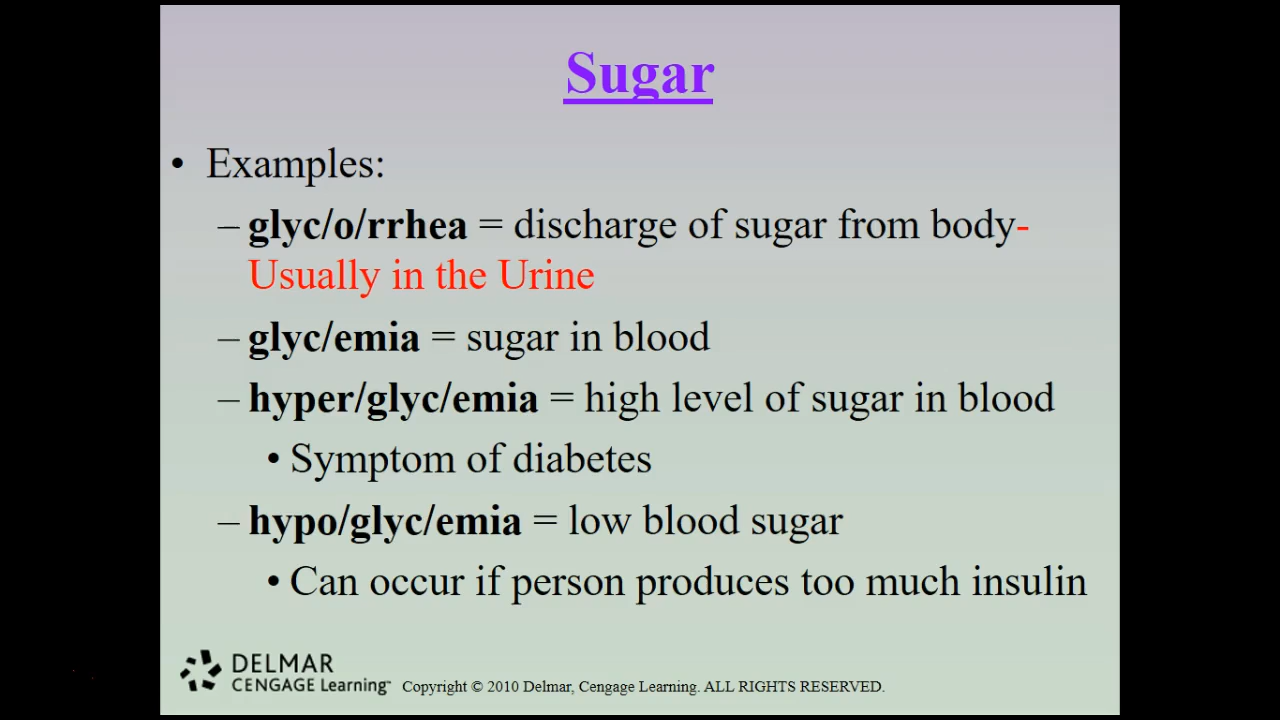 Sugar
• Examples:
– glyc/o/rrhea = discharge of sugar from body-
Usually in the Urine
– glyc/emia = sugar in blood
– hyper/glyc/emia = high level of sugar in blood
• Symptom of diabetes
– hypo/glyc/emia = low blood sugar
• Can occur if person produces too much insulin
DELMAR
CENGAGE Learning™
Copyright © 2010 Delmar, Cengage Learning. ALL RIGHTS RESERVED.